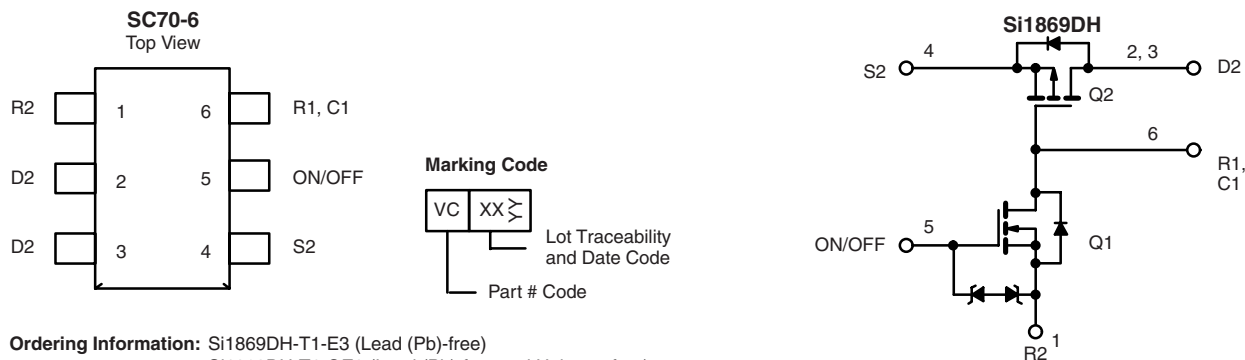 SC70-6
Top View
R2 1 6 R1, C1
D2 2 5 ON/OFF
D2 3 4 S2
Marking Code
VC XX YY
Lot Traceability
and Date Code
Part # Code
Si1869DH
S2 4 2, 3 D2
Q2
6
R1,
C1
ON/OFF 5 Q1
1
R2
Ordering Information: Si1869DH-T1-E3 (Lead (Pb)-free)